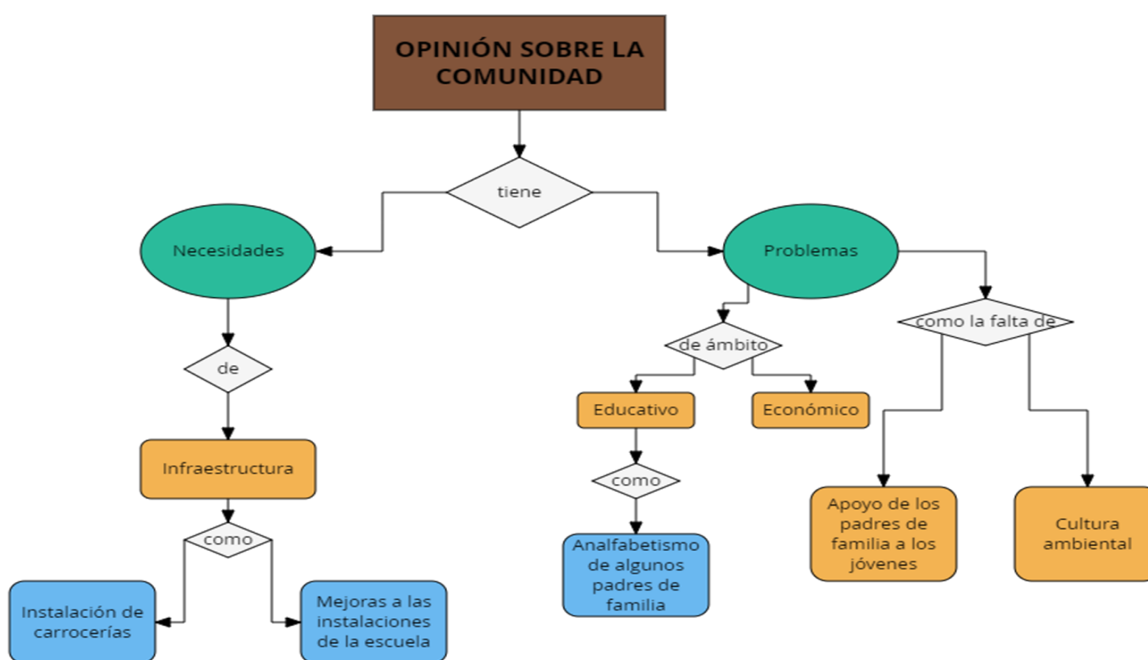 OPINIÓN SOBRE LA
COMUNIDAD
tiene
Necesidades
Problemas
como la falta de
de ámbito
de
Educativo
Económico
Infraestructura
como
Apoyo de los
padres de
familia a los
jóvenes
Cultura
ambiental
como
Analfabetismo
de algunos
padres de
familia
Instalación de
carrocerías
Mejoras a las
instalaciones
de la escuela